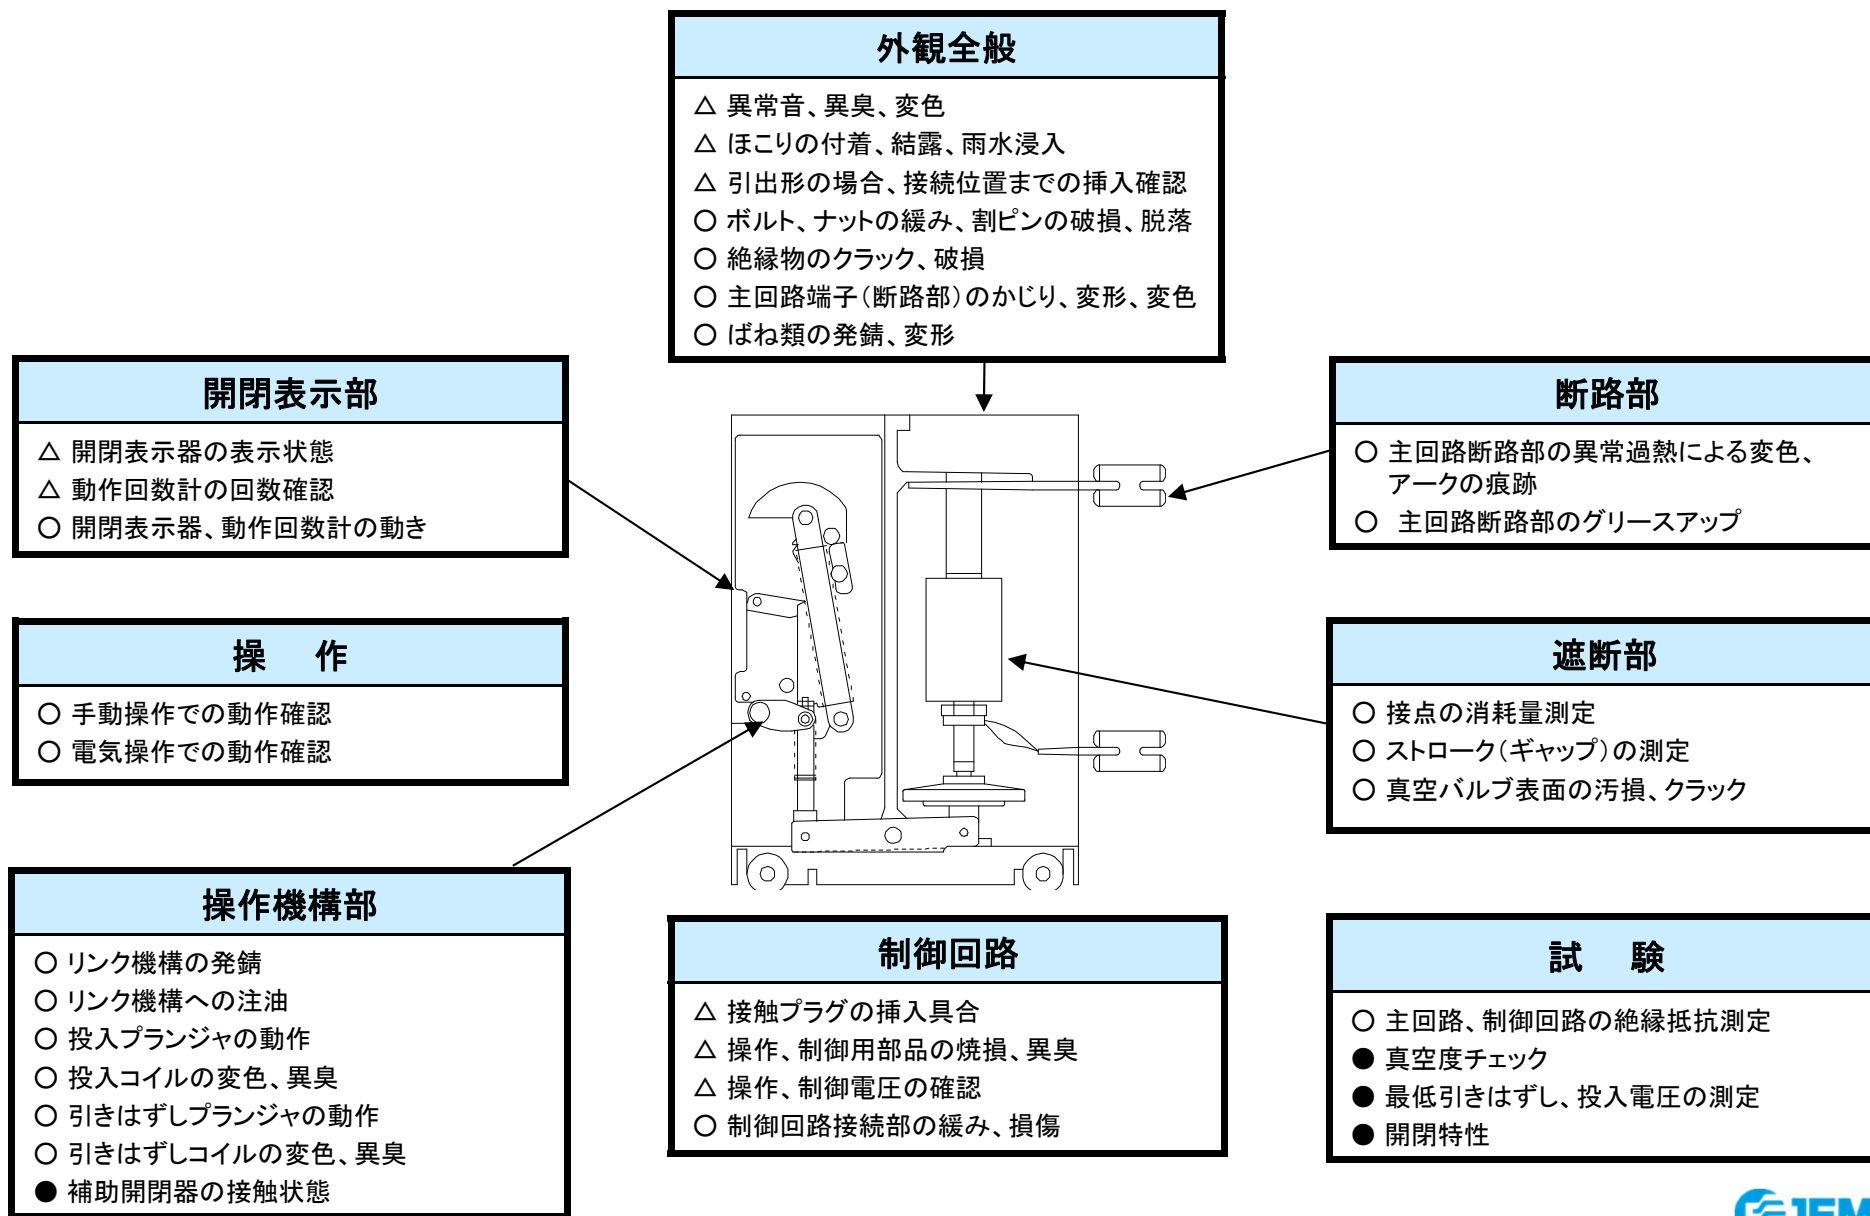 外観全般
△ 異常音、異臭、変色
△ ほこりの付着、結露、雨水浸入
△ 引出形の場合、接続位置までの挿入確認
○ ボルト、ナットの緩み、割ピンの破損、脱落
○ 絶縁物のクラック、破損
○ 主回路端子（断路部）のかじり、変形、変色
○ ばね類の発錆、変形
開閉表示部
△ 開閉表示器の表示状態
△ 動作回数計の回数確認
○ 開閉表示器、動作回数計の動き
断路部
○ 主回路断路部の異常過熱による変色、
アークの痕跡
○ 主回路断路部のグリースアップ
操 作
○ 手動操作での動作確認
○ 電気操作での動作確認
遮断部
○ 接点の消耗量測定
○ ストローク（ギャップ）の測定
○ 真空バルブ表面の汚損、クラック
操作機構部
○ リンク機構の発錆
○ リンク機構への注油
○ 投入プランジャの動作
○ 投入コイルの変色、異臭
○ 引きはずしプランジャの動作
○ 引きはずしコイルの変色、異臭
● 補助開閉器の接触状態
制御回路
△ 接触プラグの挿入具合
△ 操作、制御用部品の焼損、異臭
△ 操作、制御電圧の確認
○ 制御回路接続部の緩み、損傷
試 験
○ 主回路、制御回路の絶縁抵抗測定
● 真空度チェック
● 最低引きはずし、投入電圧の測定
● 開閉特性
JEM